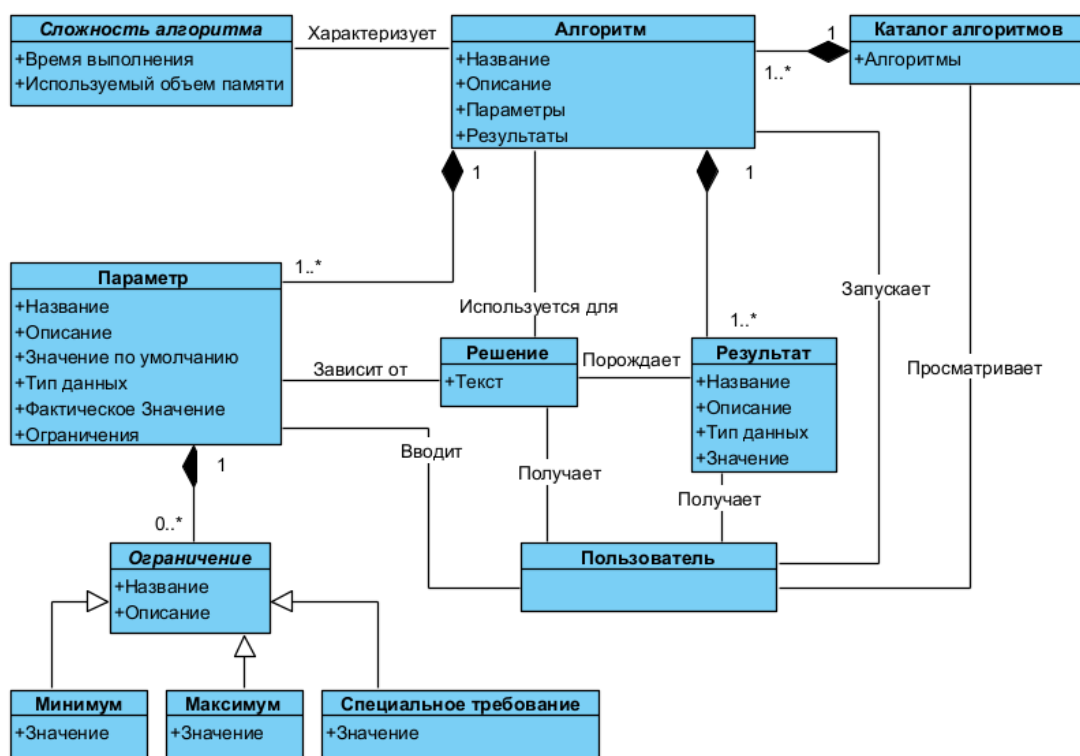 Сложность алгоритма
+Время выполнения
+Используемый объем памяти
Характеризует
Алгоритм
+Название
+Описание
+Параметры
+Результаты
1
1..*
Каталог алгоритмов
+Алгоритмы
1
1
1..*
Параметр
+Название
+Описание
+Значение по умолчанию
+Тип данных
+Фактическое Значение
+Ограничения
Используется для
1..*
Запускает
Просматривает
Зависит от
Решение
+Текст
Порождает
Результат
+Название
+Описание
+Тип данных
+Значение
Вводит
Получает
Получает
1
0..*
Пользователь
Ограничение
+Название
+Описание
Минимум
+Значение
Максимум
+Значение
Специальное требование
+Значение